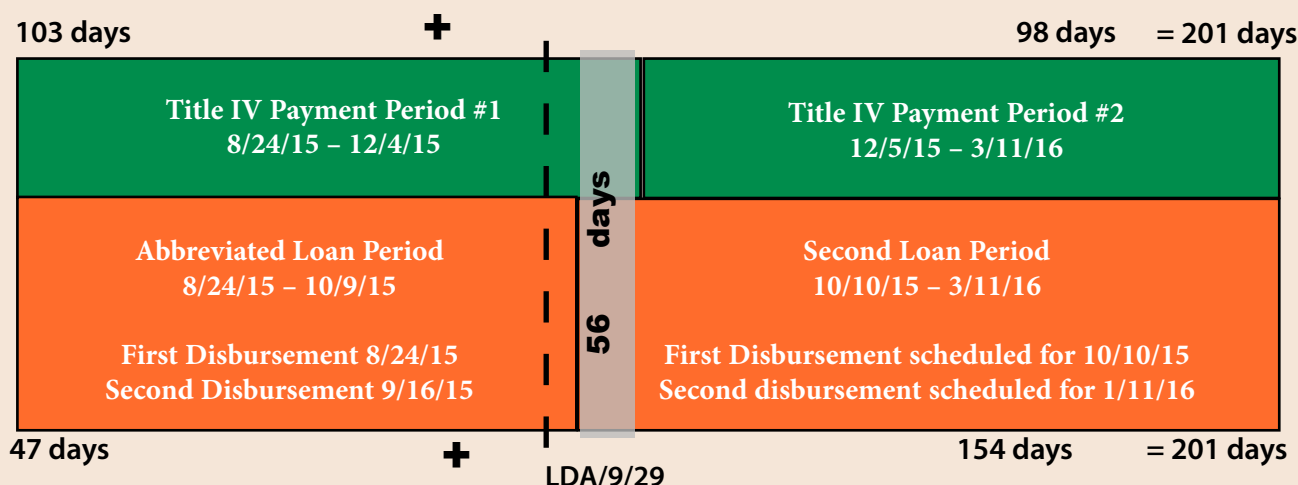 103 days + 98 days = 201 days
Title IV Payment Period #1
8/24/15 – 12/4/15
Title IV Payment Period #2
12/5/15 – 3/11/16
56 days
Abbreviated Loan Period
8/24/15 – 10/9/15
First Disbursement 8/24/15
Second Disbursement 9/16/15
Second Loan Period
10/10/15 – 3/11/16
First Disbursement scheduled for 10/10/15
Second disbursement scheduled for 1/11/16
47 days + 154 days = 201 days
LDA/9/29